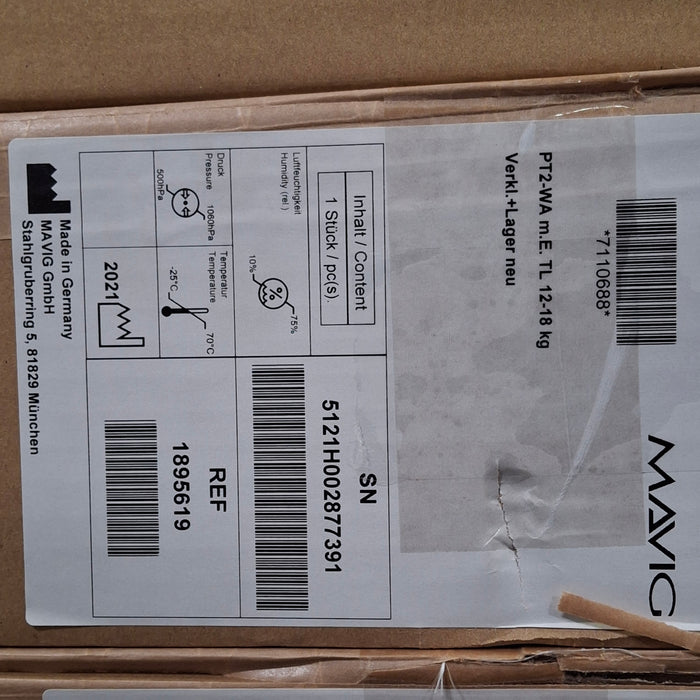 MAVIG
*7110688*
PT2-WA m.E. TL 12-18 kg
Verkl.+Lager neu
Inhalt / Content
1 Stück / pc(s).
SN
5121H002877391
Luftfeuchtigkeit
Humidity (rel )
%
75%
10%
Druck
Pressure
1060hPa
500hPa
Temperatur
Temperature
70°C
-25°C
REF
1895619
2021
Made in Germany
MAVIG GmbH
Stahlgruberring 5, 81829 München